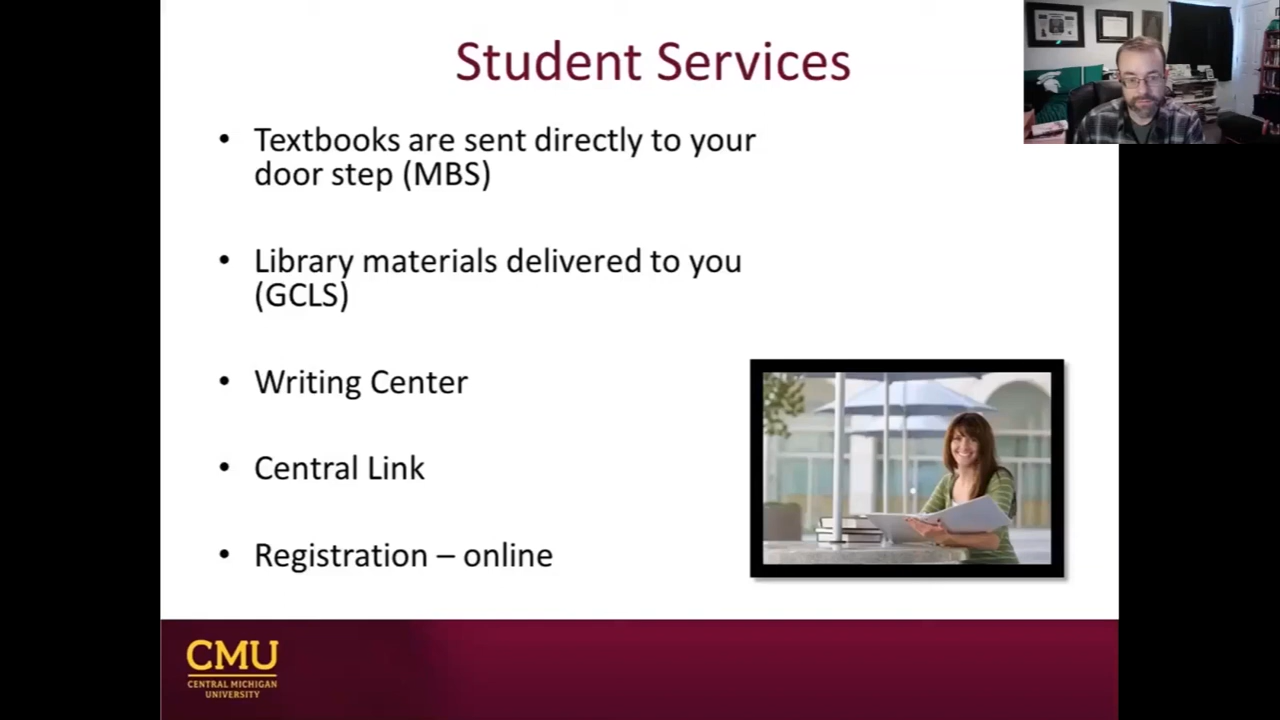 Student Services
• Textbooks are sent directly to your
door step (MBS)
• Library materials delivered to you
(GCLS)
• Writing Center
• Central Link
• Registration – online
CMU
CENTRAL MICHIGAN
UNIVERSITY